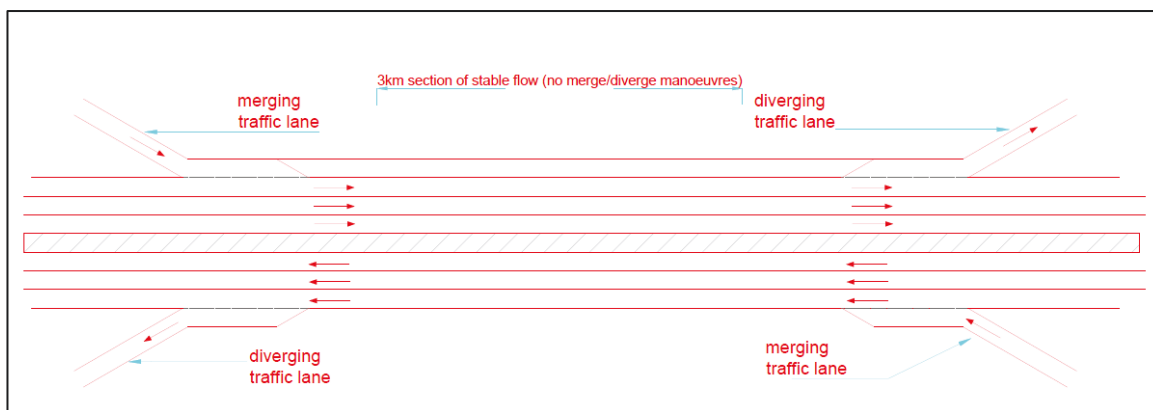 3km section of stable flow (no merge/diverge manoeuvres)
merging
traffic lane
diverging
traffic lane
diverging
traffic lane
merging
traffic lane